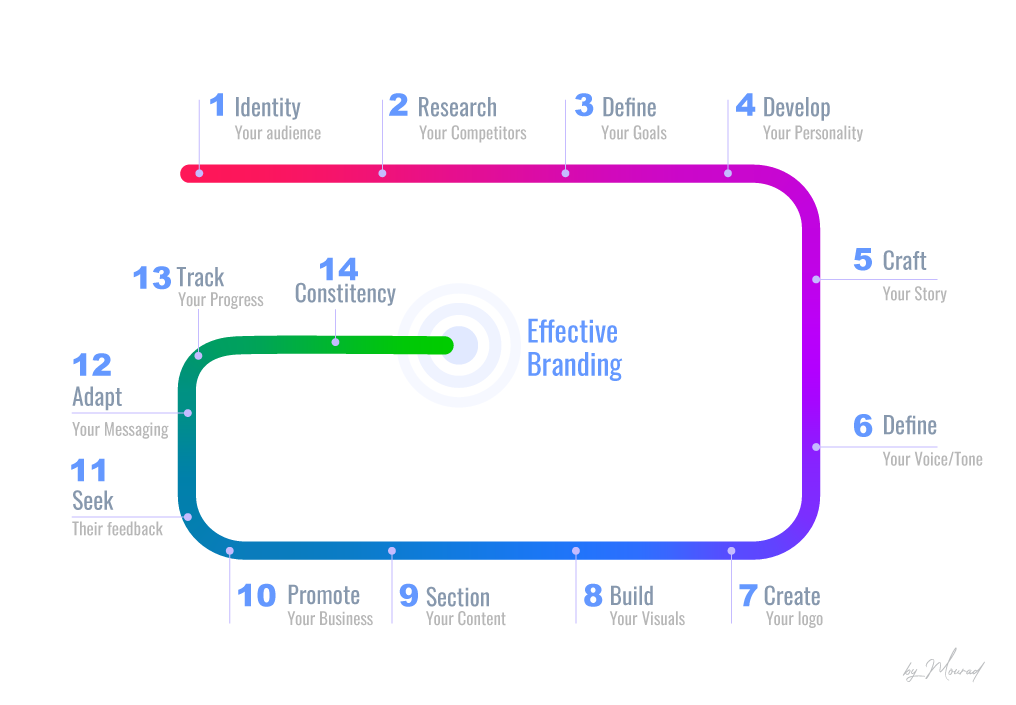 1 Identity
Your audience
2 Research
Your Competitors
3 Define
Your Goals
4 Develop
Your Personality
5 Craft
Your Story
6 Define
Your Voice/Tone
7 Create
Your logo
8 Build
Your Visuals
9 Section
Your Content
10 Promote
Your Business
11
Seek
Their feedback
12
Adapt
Your Messaging
13 Track
Your Progress
14
Constitency
Effective
Branding
by Mourad